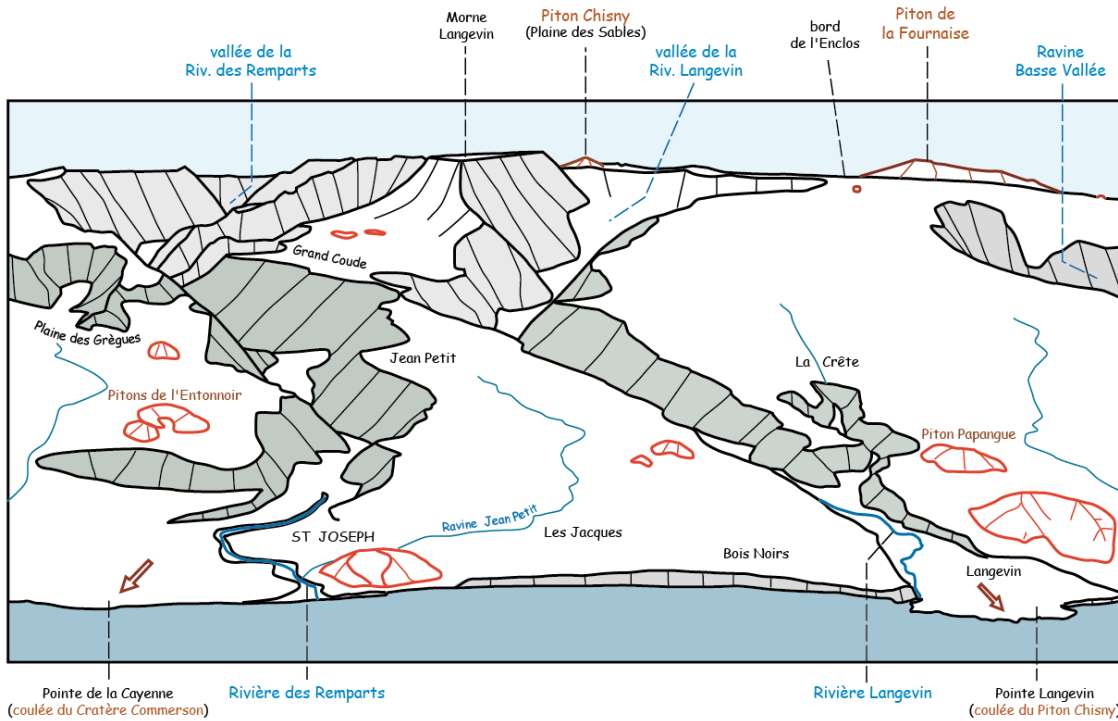 Morne
Langevin
Piton Chisny
(Plaine des Sables)
bord
de l'Enclos
Piton de
la Fournaise
vallée de la
Riv. des Remparts
vallée de la
Riv. Langevin
Ravine
Basse Vallée
Grand Coude
Plaine des Grègues
Jean Petit
La Crête
Pitons de l'Entonnoir
Piton Papangue
Ravine Jean Petit
ST JOSEPH
Les Jacques
Bois Noirs
Langevin
Pointe de la Cayenne
(coulée du Cratère Commerson)
Rivière des Remparts
Rivière Langevin
Pointe Langevin
(coulée du Piton Chisny)